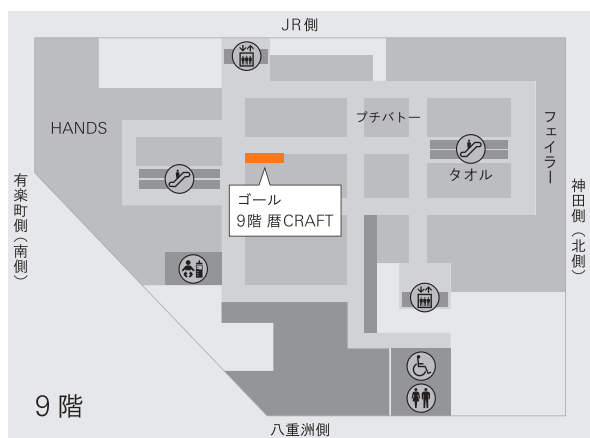 JR側
HANDS
プチバトー
フェイラー
タオル
有楽町側(南側)
神田側(北側)
ゴール
9階 暦CRAFT
9階
八重洲側